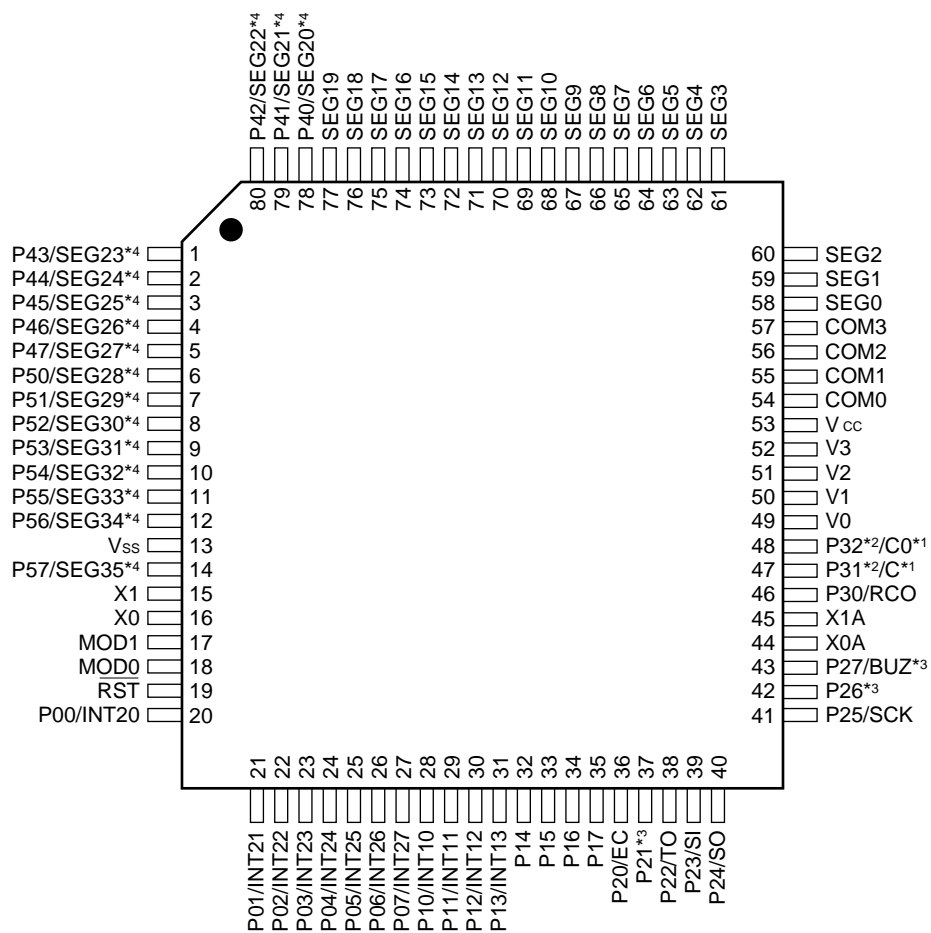 P42/SEG22*4
P41/SEG21*4
P40/SEG20*4
SEG19
SEG18
SEG17
SEG16
SEG15
SEG14
SEG13
SEG12
SEG11
SEG10
SEG9
SEG8
SEG7
SEG6
SEG5
SEG4
SEG3
80
79
78
77
76
75
74
73
72
71
70
69
68
67
66
65
64
63
62
61
P43/SEG23*4 1
P44/SEG24*4 2
P45/SEG25*4 3
P46/SEG26*4 4
P47/SEG27*4 5
P50/SEG28*4 6
P51/SEG29*4 7
P52/SEG30*4 8
P53/SEG31*4 9
P54/SEG32*4 10
P55/SEG33*4 11
P56/SEG34*4 12
VSS 13
P57/SEG35*4 14
X1 15
X0 16
MOD1 17
MOD0 18
RST 19
P00/INT20 20
60 SEG2
59 SEG1
58 SEG0
57 COM3
56 COM2
55 COM1
54 COM0
53 VCC
52 V3
51 V2
50 V1
49 V0
48 P32*2/C0*1
47 P31*2/C*1
46 P30/RCO
45 X1A
44 X0A
43 P27/BUZ*3
42 P26*3
41 P25/SCK
21
22
23
24
25
26
27
28
29
30
31
32
33
34
35
36
37
38
39
40
P01/INT21
P02/INT22
P03/INT23
P04/INT24
P05/INT25
P06/INT26
P07/INT27
P10/INT10
P11/INT11
P12/INT12
P13/INT13
P14
P15
P16
P17
P20/EC
P21*3
P22/TO
P23/SI
P24/SO